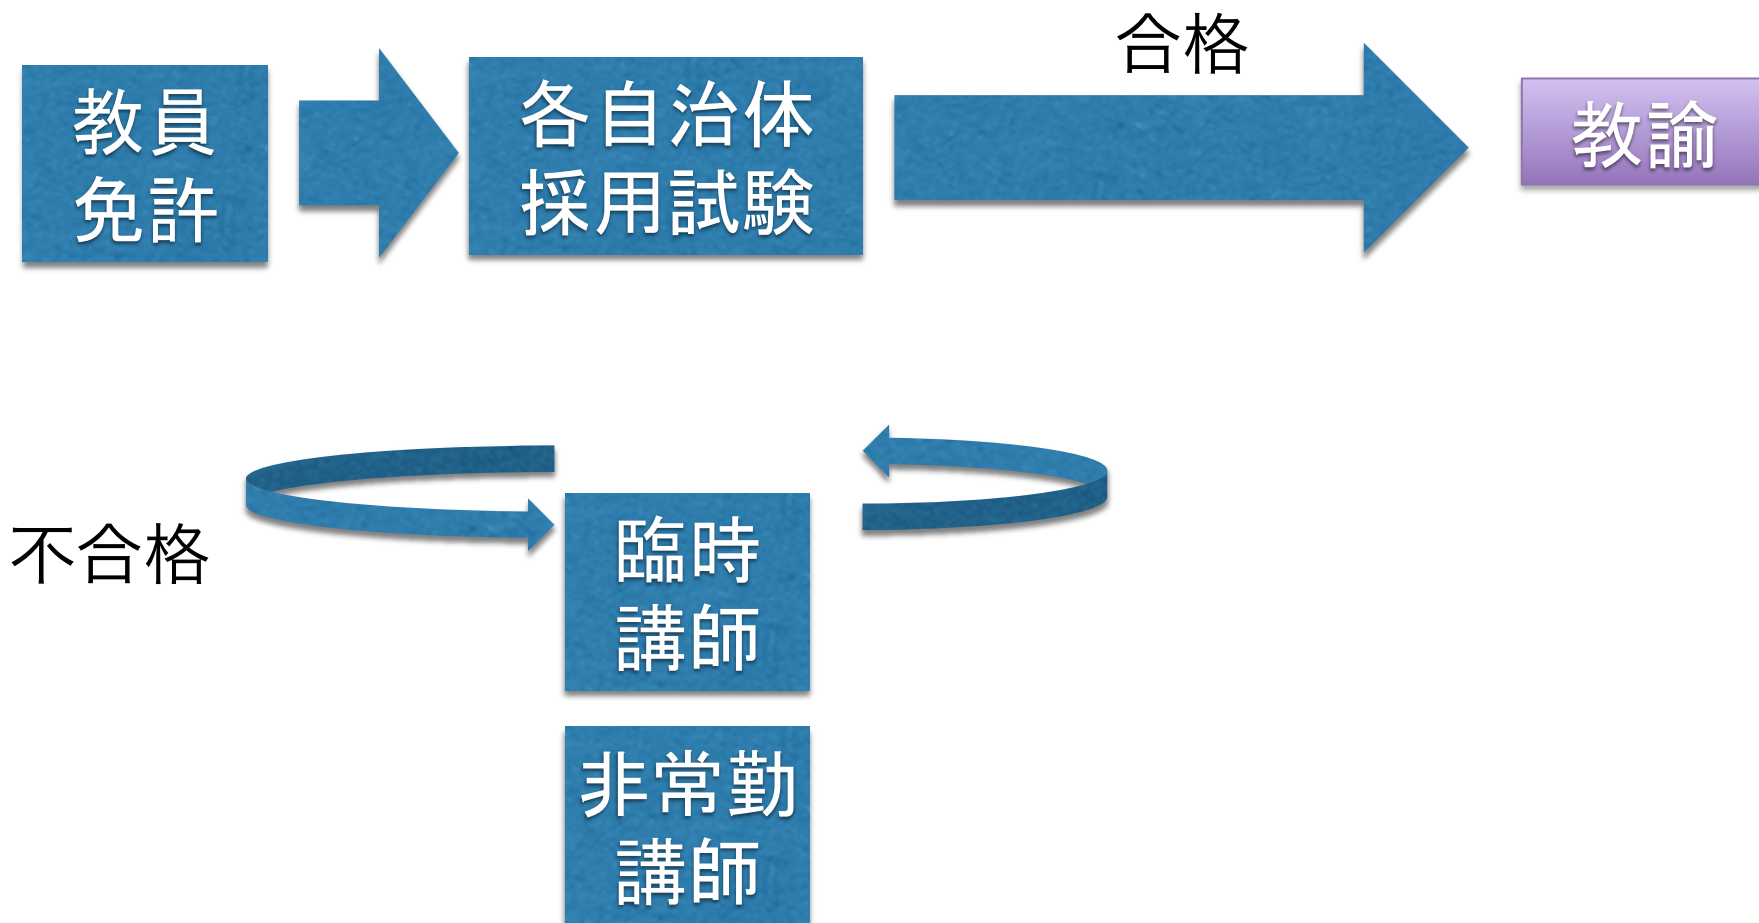 合格
教員
免許
各自治体
採用試験
教諭
不合格
臨時
講師
非常勤
講師